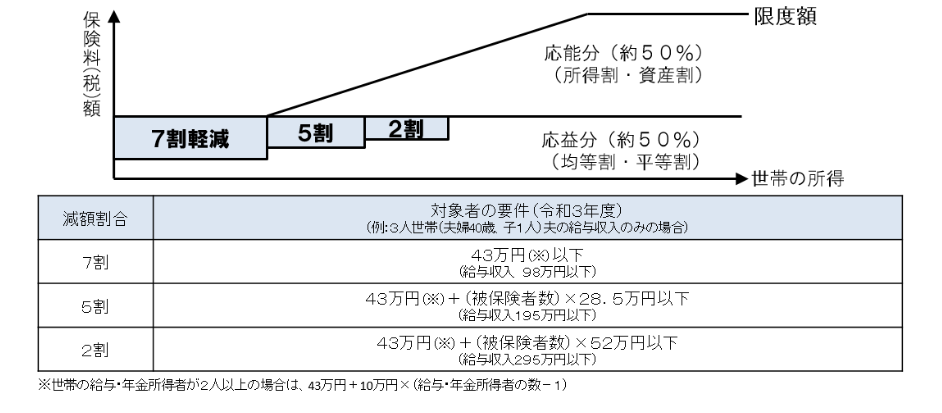 保険料(税)額
限度額
応能分（約５０％）
（所得割・資産割）
7割軽減
5割
2割
応益分（約５０％）
（均等割・平等割）
世帯の所得
減額割合
対象者の要件（令和３年度）
（例：３人世帯（夫婦40歳、子１人）夫の給与収入のみの場合）
7割
43万円（※）以下
（給与収入 98万円以下）
5割
43万円（※）＋（被保険者数）×28．5万円以下
（給与収入195万円以下）
2割
43万円（※）＋（被保険者数）×52万円以下
（給与収入295万円以下）
※世帯の給与・年金所得者が２人以上の場合は、43万円＋10万円×（給与・年金所得者の数－１）